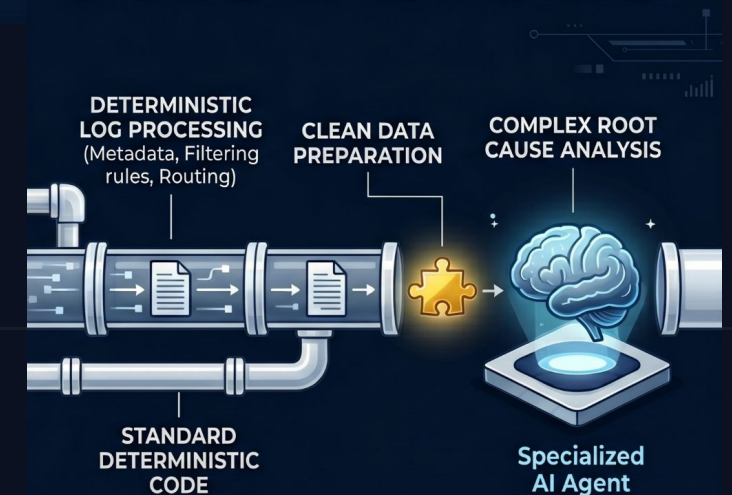 DETERMINISTIC
LOG PROCESSING
(Metadata, Filtering
rules, Routing)
CLEAN DATA
PREPARATION
COMPLEX ROOT
CAUSE ANALYSIS
STANDARD
DETERMINISTIC
CODE
Specialized
AI Agent